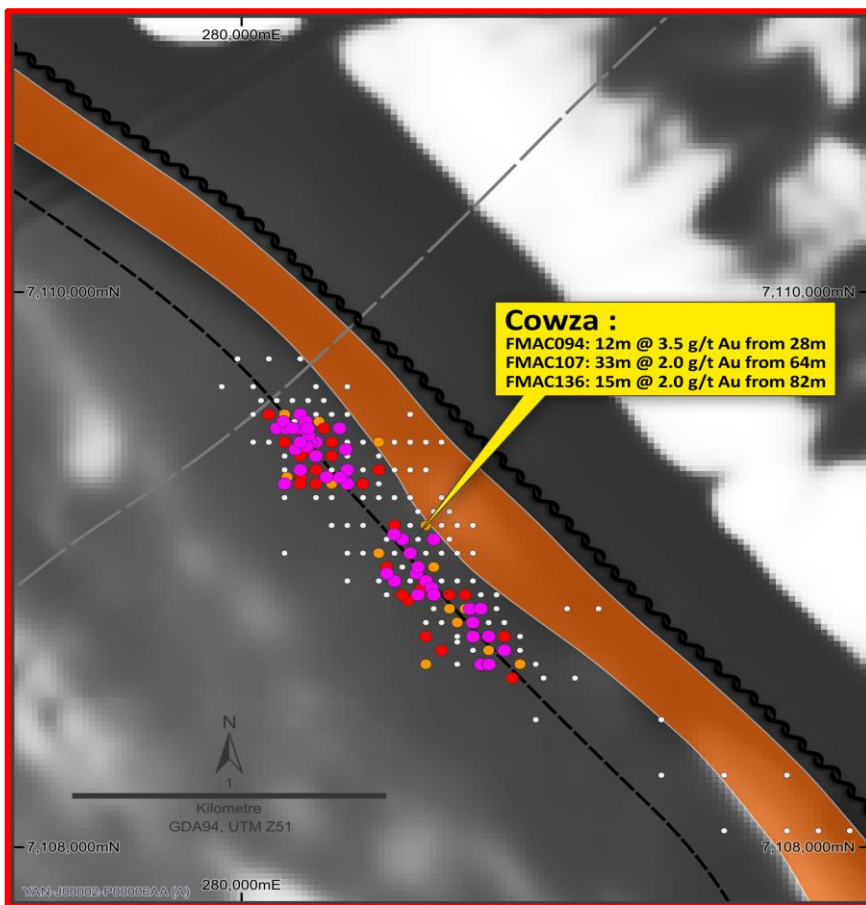 280,000mE
7,110,000mN
7,110,000mN
Cowza :
FMAC094: 12m @ 3.5 g/t Au from 28m
FMAC107: 33m @ 2.0 g/t Au from 64m
FMAC136: 15m @ 2.0 g/t Au from 82m
N
1
Kilometre
GDA94, UTM Z51
7,108,000mN
7,108,000mN
YAN-J00002-P00006AA (A)
280,000mE